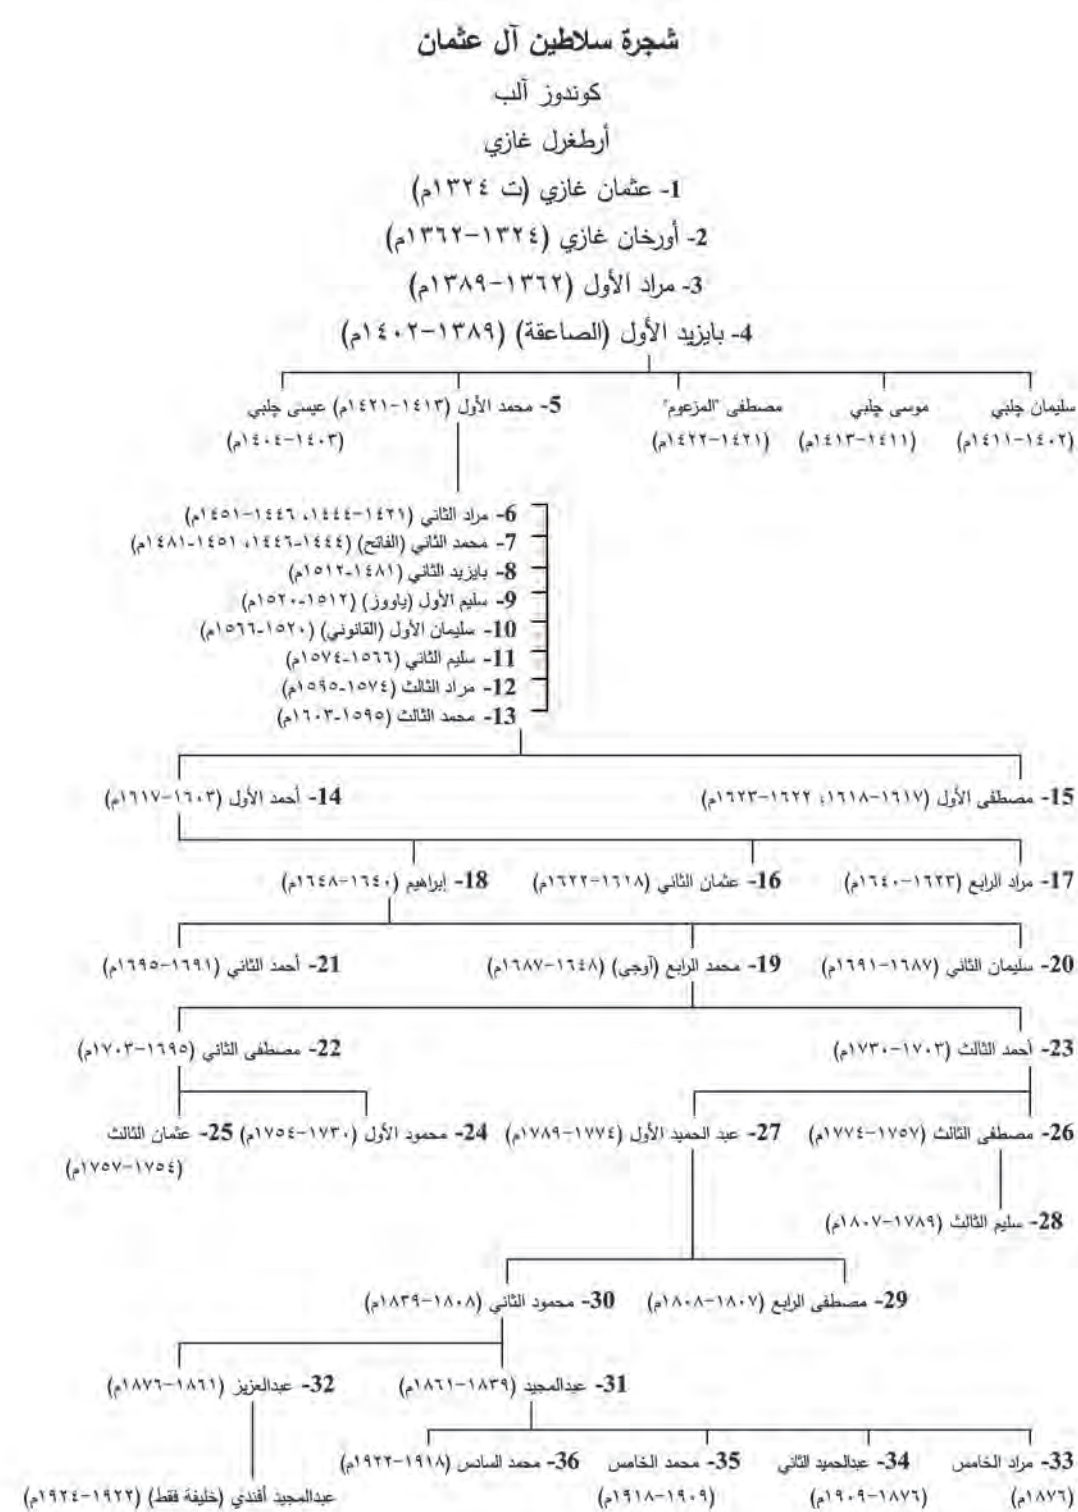 شجرة سلاطين آل عثمان
كوندوز آلب
أرطغرل غازي
1- عثمان غازي (ت ١٣٢٤م)
2- أورخان غازي (١٣٢٤-١٣٦٢م)
3- مراد الأول (١٣٦٢-١٣٨٩م)
4- بايزيد الأول (الصاعقة) (١٣٨٩-١٤٠٢م)
سليمان چلبي موسى چلبي مصطفى "المزعوم" 5- محمد الأول (١٤١٣-١٤٢١م) عيسى چلبي
(١٤٠٢-١٤١١م) (١٤١١-١٤١٣م) (١٤٢١-١٤٢٢م) (١٤٠٣-١٤٠٤م)
6- مراد الثاني (١٤٢١-١٤٤٤، ١٤٤٦-١٤٥١م)
7- محمد الثاني (الفاتح) (١٤٤٤-١٤٤٦، ١٤٥١-١٤٨١م)
8- بايزيد الثاني (١٤٨١-١٥١٢م)
9- سليم الأول (ياووز) (١٥١٢-١٥٢٠م)
10- سليمان الأول (القانوني) (١٥٢٠-١٥٦٦م)
11- سليم الثاني (١٥٦٦-١٥٧٤م)
12- مراد الثالث (١٥٧٤-١٥٩٥م)
13- محمد الثالث (١٥٩٥-١٦٠٣م)
15- مصطفى الأول (١٦١٧-١٦١٨، ١٦٢٢-١٦٢٣م) 14- أحمد الأول (١٦٠٣-١٦١٧م)
17- مراد الرابع (١٦٢٣-١٦٤٠م) 16- عثمان الثاني (١٦١٨-١٦٢٢م) 18- إبراهيم (١٦٤٠-١٦٤٨م)
20- سليمان الثاني (١٦٨٧-١٦٩١م) 19- محمد الرابع (آوجي) (١٦٤٨-١٦٨٧م) 21- أحمد الثاني (١٦٩١-١٦٩٥م)
23- أحمد الثالث (١٧٠٣-١٧٣٠م) 22- مصطفى الثاني (١٦٩٥-١٧٠٣م)
26- مصطفى الثالث (١٧٥٧-١٧٧٤م) 27- عبد الحميد الأول (١٧٧٤-١٧٨٩م) 24- محمود الأول (١٧٣٠-١٧٥٤م) 25- عثمان الثالث
(١٧٥٤-١٧٥٧م)
28- سليم الثالث (١٧٨٩-١٨٠٧م)
29- مصطفى الرابع (١٨٠٧-١٨٠٨م) 30- محمود الثاني (١٨٠٨-١٨٣٩م)
31- عبدالمجيد (١٨٣٩-١٨٦١م) 32- عبدالعزيز (١٨٦١-١٨٧٦م)
33- مراد الخامس 34- عبدالحميد الثاني 35- محمد الخامس 36- محمد السادس (١٩١٨-١٩٢٢م)
(١٨٧٦م) (١٨٧٦-١٩٠٩م) (١٩٠٩-١٩١٨م) عبدالمجيد أفندي (خليفة فقط) (١٩٢٢-١٩٢٤م)